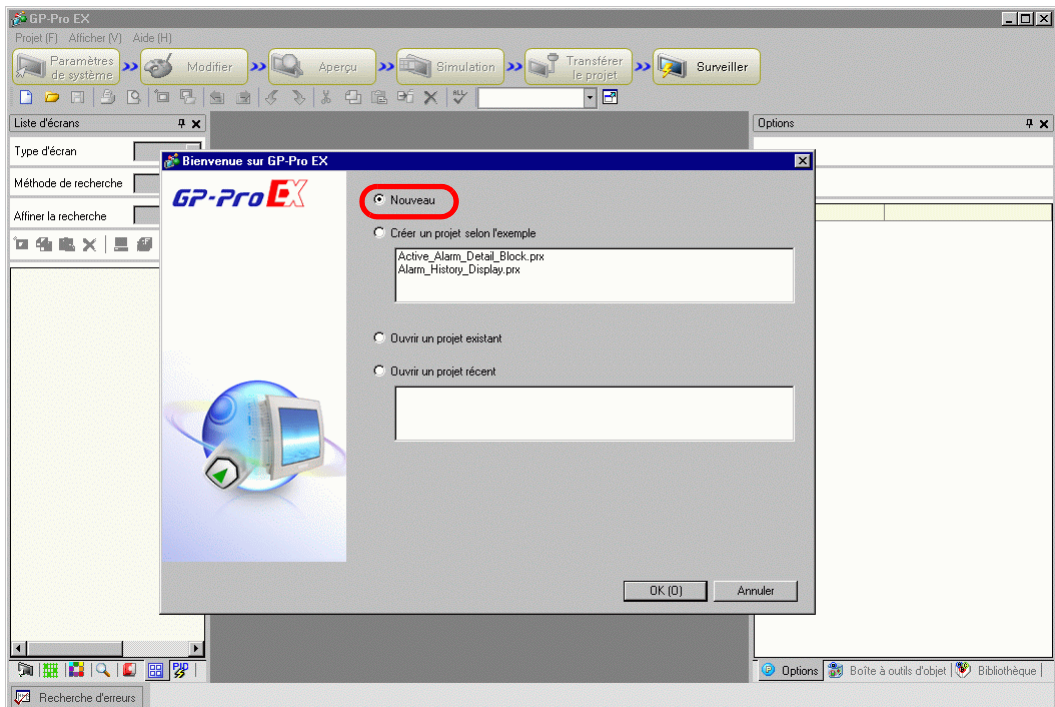 GP-Pro EX
Projet (F) Afficher (V) Aide (H)
Paramètres de système
Modifier
Aperçu
Simulation
Transférer le projet
Surveiller
Liste d'écrans
Options
Type d'écran
Méthode de recherche
Affiner la recherche
Bienvenue sur GP-Pro EX
GP-Pro EX
Nouveau
Créer un projet selon l'exemple
Active_Alarm_Detail_Block.prx
Alarm_History_Display.prx
Ouvrir un projet existant
Ouvrir un projet récent
OK (O)
Annuler
Options
Boîte à outils d'objet
Bibliothèque
Recherche d'erreurs